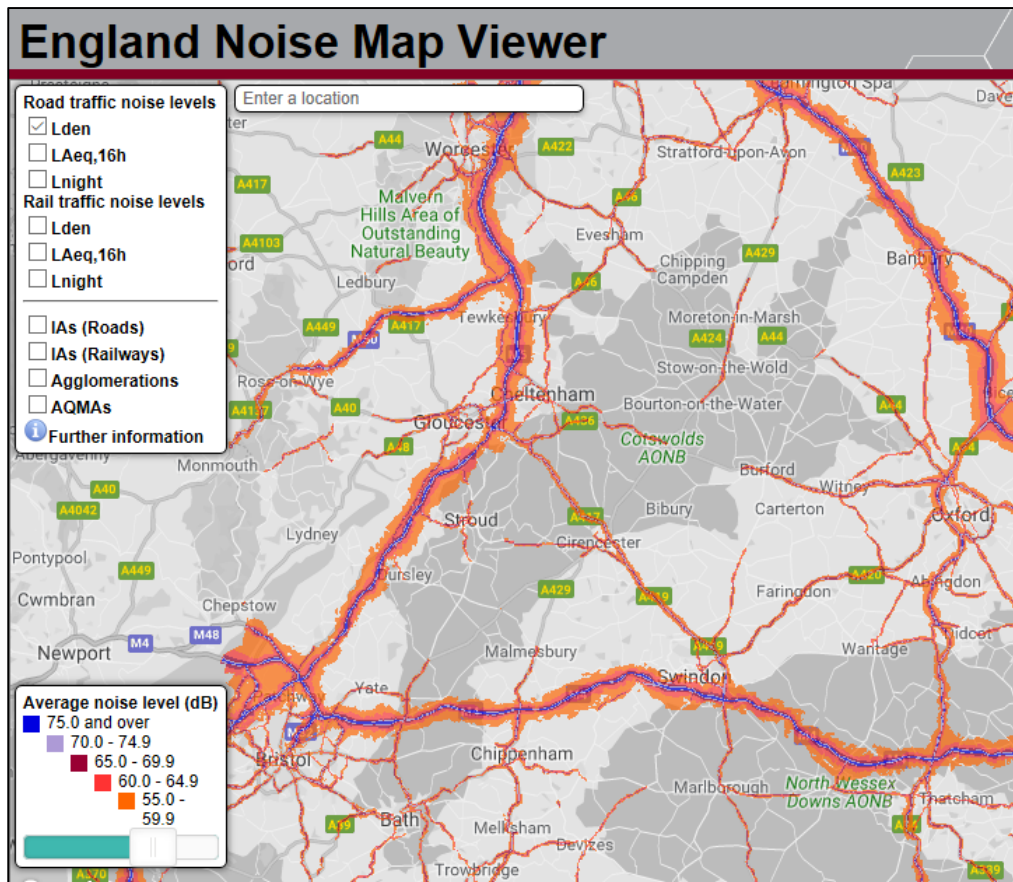 England Noise Map Viewer
Road traffic noise levels
Lden
LAeq,16h
Lnight
Rail traffic noise levels
Lden
LAeq,16h
Lnight
IAs (Roads)
IAs (Railways)
Agglomerations
AQMAs
Further information
Enter a location
A44
Worcester
A422
Stratford-upon-Avon
A423
A417
Malvern
Hills Area of
Outstanding
Natural Beauty
A46
A4103
Evesham
Chipping
Campden
A429
Banbury
Ledbury
A46
A449
A417
Tewkesbury
Moreton-in-Marsh
A424
A44
Stow-on-the-Wold
Ross-on-Wye
Cheltenham
A40
Bourton-on-the-Water
A44
A4137
Gloucester
A436
A48
Cotswolds
AONB
A34
Abergavenny
Monmouth
Burford
Witney
A40
A4042
Stroud
A417
Bibury
Carterton
Oxford
Lydney
Cirencester
Pontypool
A449
Dursley
A429
A419
A420
Abingdon
Cwmbran
Faringdon
Chepstow
M4
M48
Didcot
Newport
Malmesbury
A419
Wantage
Swindon
Yate
Bristol
Chippenham
Marlborough
North Wessex
Downs AONB
Thatcham
A39
Bath
A34
Melksham
Devizes
Trowbridge
A370
A339
Average noise level (dB)
75.0 and over
70.0 - 74.9
65.0 - 69.9
60.0 - 64.9
55.0 -
59.9